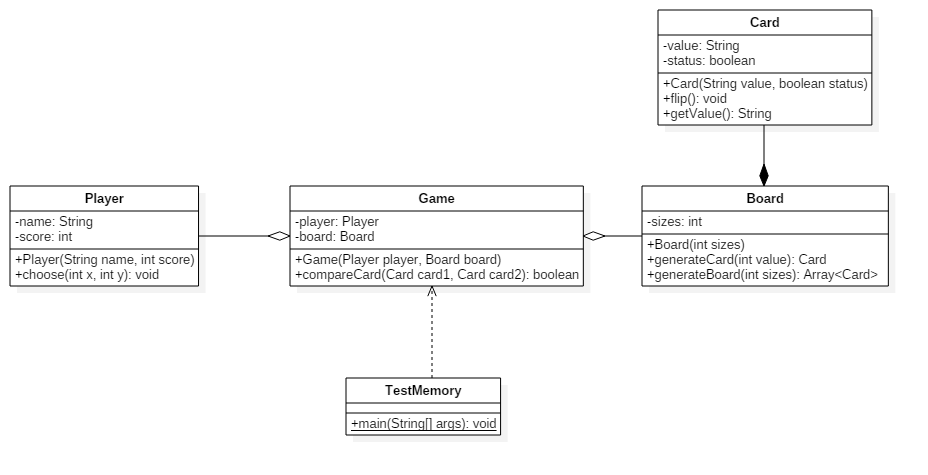 Card
-value: String
-status: boolean
+Card(String value, boolean status)
+flip(): void
+getValue(): String
Player
-name: String
-score: int
+Player(String name, int score)
+choose(int x, int y): void
Game
-player: Player
-board: Board
+Game(Player player, Board board)
+compareCard(Card card1, Card card2): boolean
Board
-sizes: int
+Board(int sizes)
+generateCard(int value): Card
+generateBoard(int sizes): Array<Card>
TestMemory
+main(String[] args): void